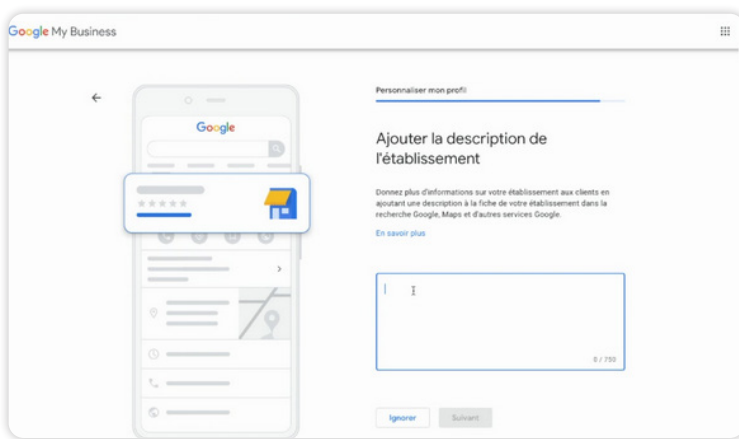 Google My Business
Personnaliser mon profil
Google
Ajouter la description de
l'établissement
Donnez plus d'informations sur votre établissement aux clients en
ajoutant une description à la fiche de votre établissement dans la
recherche Google, Maps et d'autres services Google.
En savoir plus
0 / 750
Ignorer
Suivant